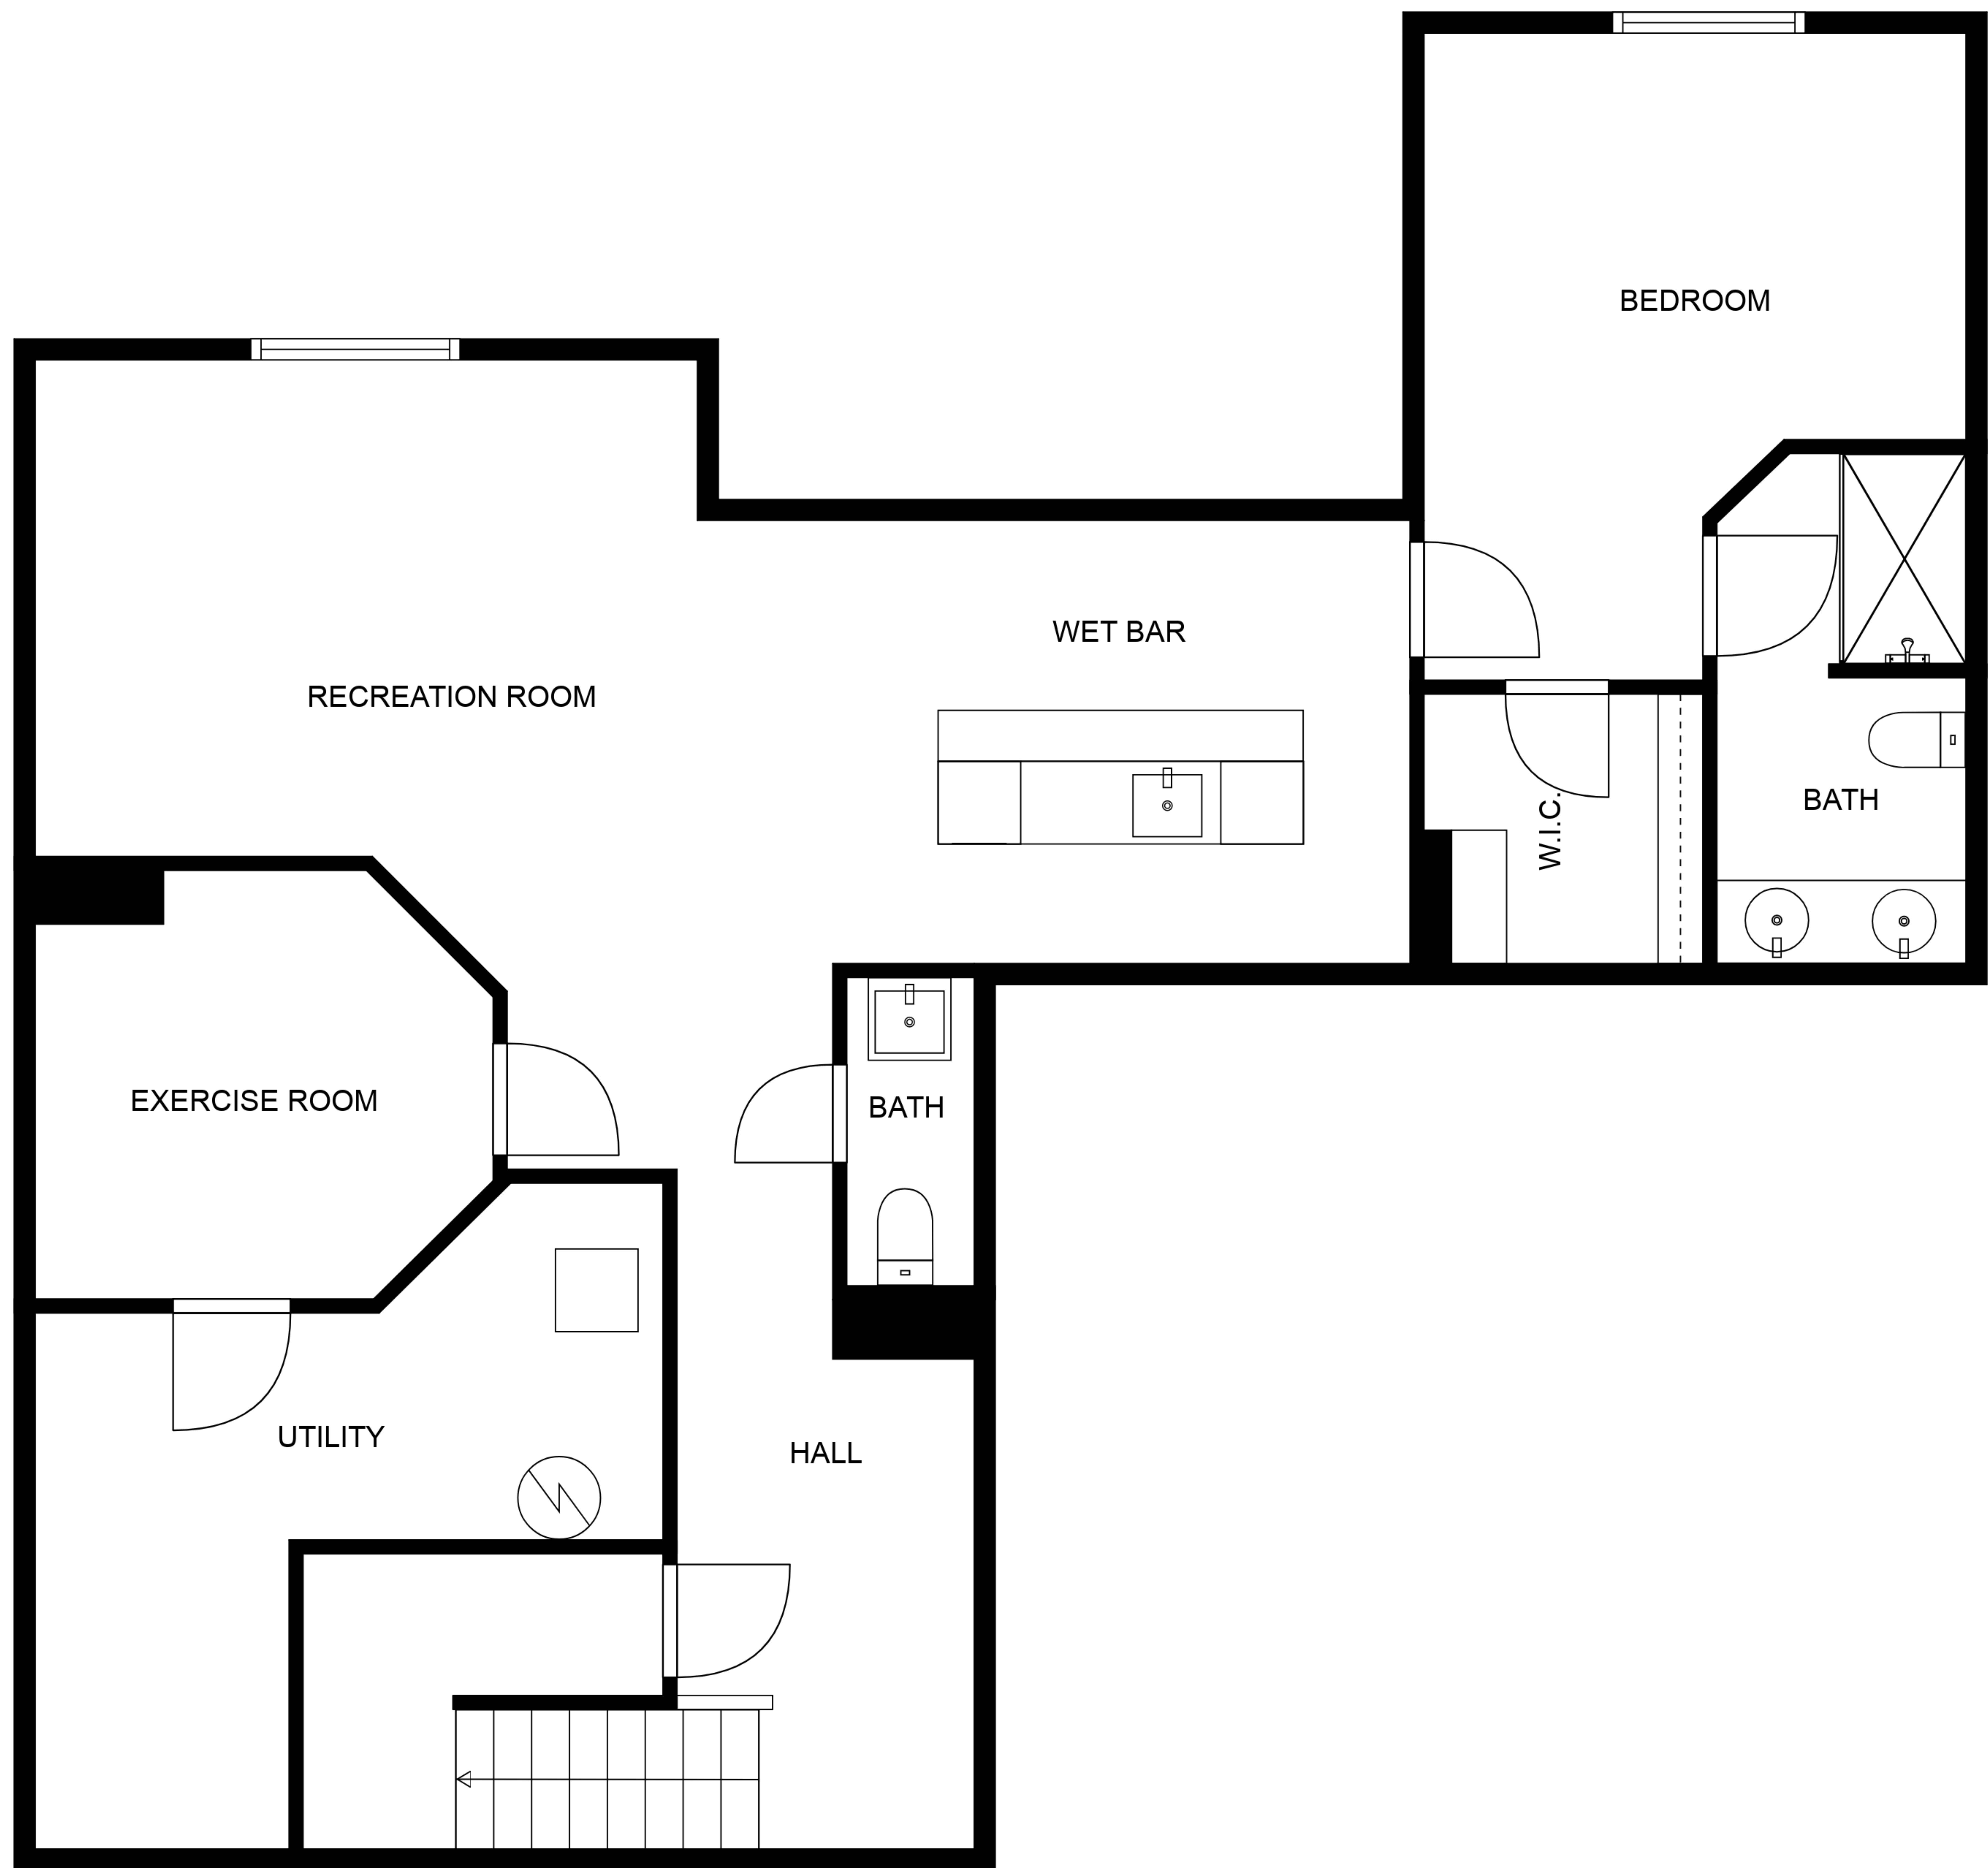 BEDROOM
WET BAR
RECREATION ROOM
W.I.C.
BATH
EXERCISE ROOM
BATH
UTILITY
HALL